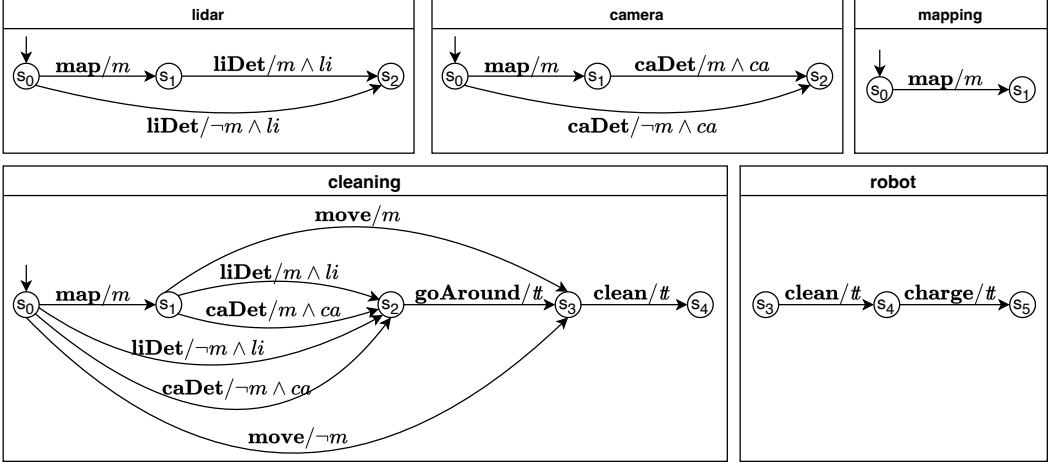 lidar
s0 map/m s1 liDet/m ∧ li s2
liDet/¬m ∧ li
camera
s0 map/m s1 caDet/m ∧ ca s2
caDet/¬m ∧ ca
mapping
s0 map/m s1
cleaning
move/m
liDet/m ∧ li
s0 map/m s1 s2 goAround/tt s3 clean/tt s4
caDet/m ∧ ca
liDet/¬m ∧ li
caDet/¬m ∧ ca
move/¬m
robot
s3 clean/tt s4 charge/tt s5